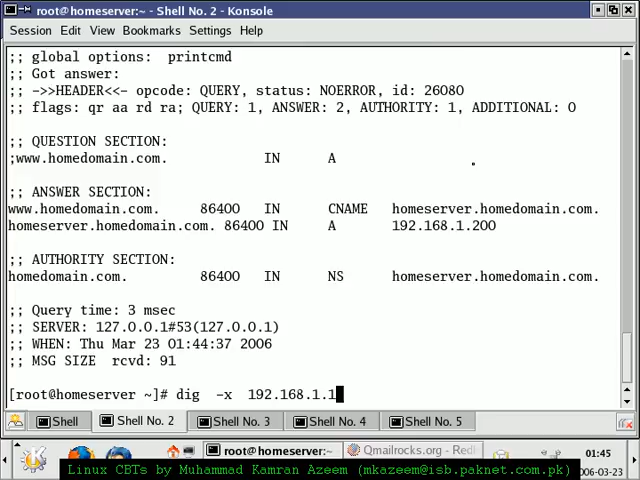 root@homeserver:~ - Shell No. 2 - Konsole
Session Edit View Bookmarks Settings Help
;; global options:  printcmd
;; Got answer:
;; ->>HEADER<<- opcode: QUERY, status: NOERROR, id: 26080
;; flags: qr aa rd ra; QUERY: 1, ANSWER: 2, AUTHORITY: 1, ADDITIONAL: 0
;; QUESTION SECTION:
;www.homedomain.com. IN A
;; ANSWER SECTION:
www.homedomain.com. 86400 IN CNAME homeserver.homedomain.com.
homeserver.homedomain.com. 86400 IN A 192.168.1.200
;; AUTHORITY SECTION:
homedomain.com. 86400 IN NS homeserver.homedomain.com.
;; Query time: 3 msec
;; SERVER: 127.0.0.1#53(127.0.0.1)
;; WHEN: Thu Mar 23 01:44:37 2006
;; MSG SIZE  rcvd: 91
[root@homeserver ~]# dig  -x  192.168.1.1
Shell Shell No. 2 Shell No. 3 Shell No. 4 Shell No. 5
root@homeserver:~ Qmailrocks.org - Red 01:45
Linux CBTs by Muhammad Kamran Azeem (mkazeem@isb.paknet.com.pk)
006-03-23